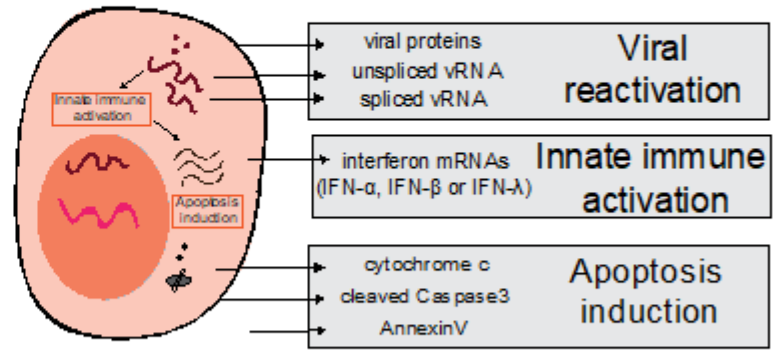 viral proteins
unspliced vRNA
spliced vRNA
Viral
reactivation
Innate immune
activation
interferon mRNAs
(IFN-α, IFN-β or IFN-λ)
Innate immune
activation
Apoptosis
induction
cytochrome c
cleaved Caspase3
AnnexinV
Apoptosis
induction